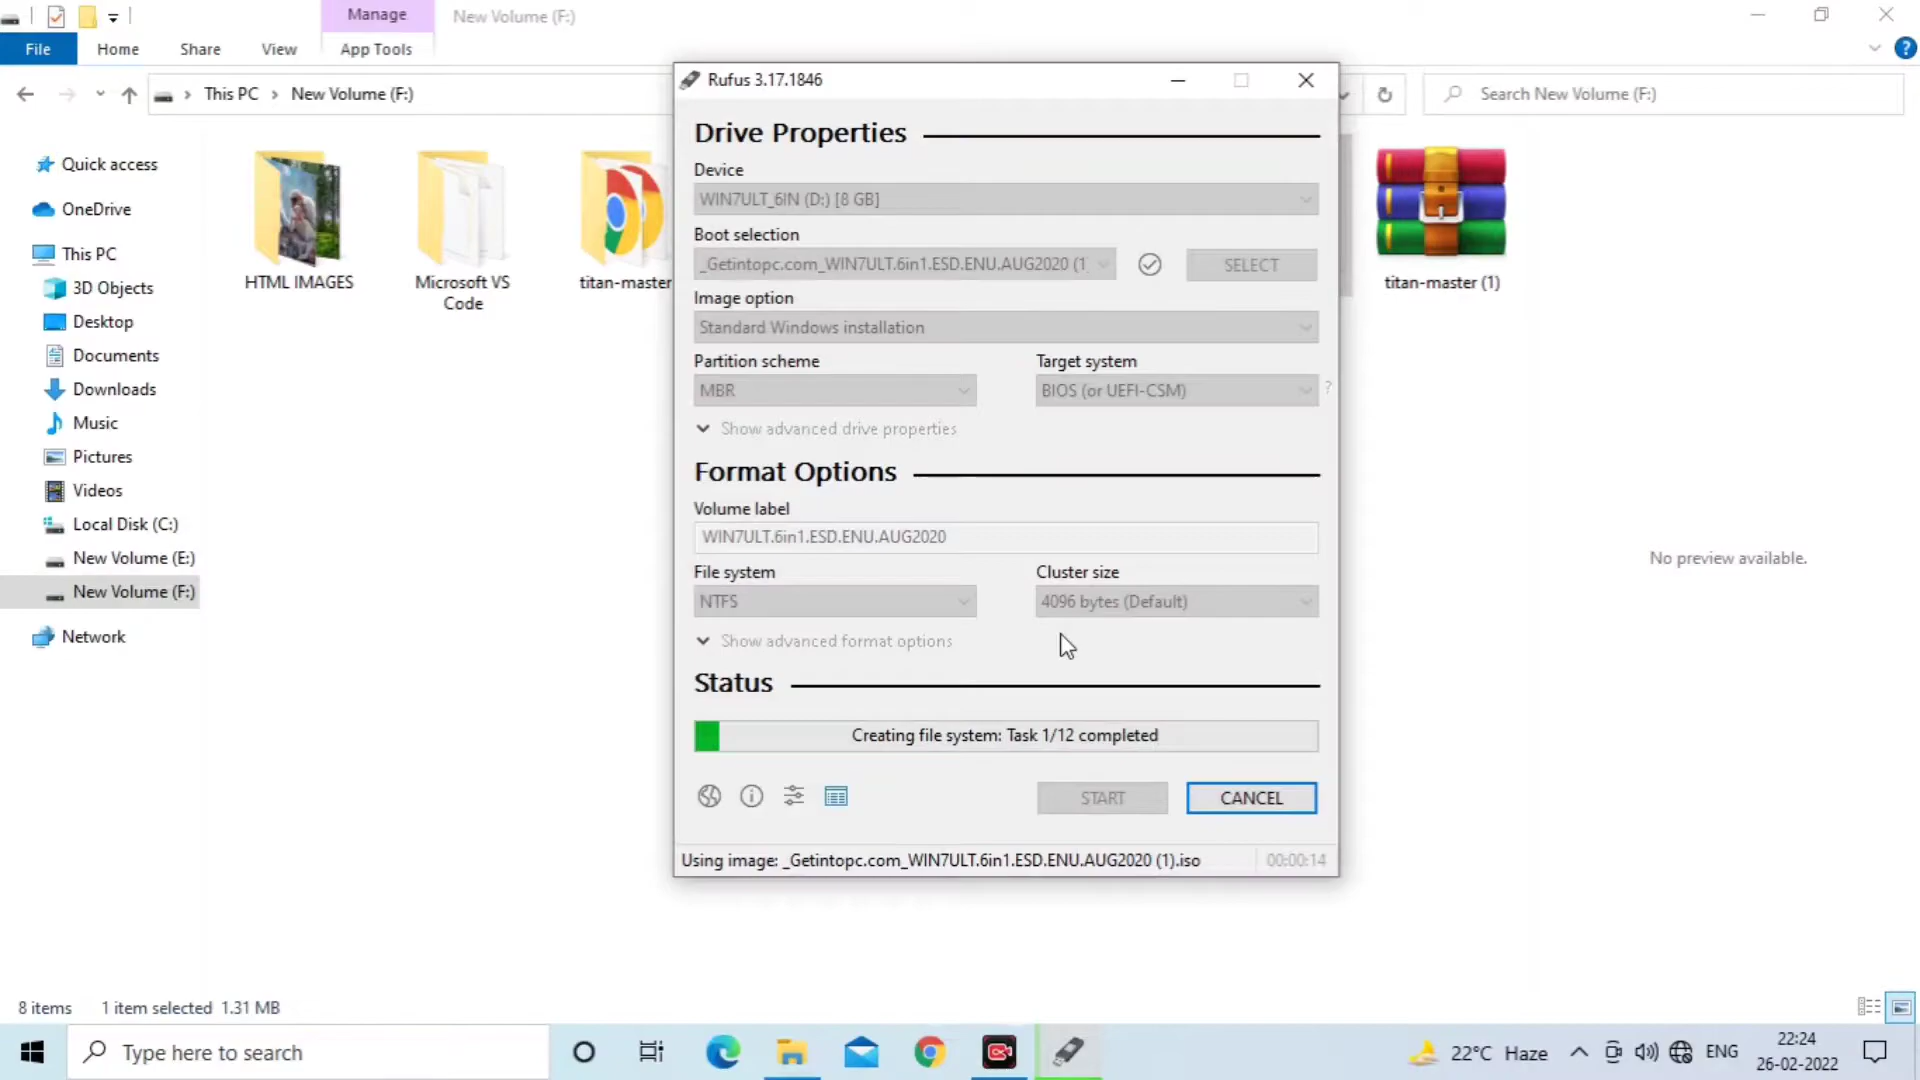 Manage
New Volume (F:)
File
Home
Share
View
App Tools
This PC
New Volume (F:)
Search New Volume (F:)
Quick access
OneDrive
This PC
3D Objects
Desktop
Documents
Downloads
Music
Pictures
Videos
Local Disk (C:)
New Volume (E:)
New Volume (F:)
Network
HTML IMAGES
Microsoft VS
Code
titan-master
titan-master (1)
No preview available.
Rufus 3.17.1846
Drive Properties
Device
WIN7ULT_6IN (D:) [8 GB]
Boot selection
_Getintopc.com_WIN7ULT.6in1.ESD.ENU.AUG2020 (1)
SELECT
Image option
Standard Windows installation
Partition scheme
Target system
MBR
BIOS (or UEFI-CSM)
?
Show advanced drive properties
Format Options
Volume label
WIN7ULT.6in1.ESD.ENU.AUG2020
File system
Cluster size
NTFS
4096 bytes (Default)
Show advanced format options
Status
Creating file system: Task 1/12 completed
START
CANCEL
Using image: _Getintopc.com_WIN7ULT.6in1.ESD.ENU.AUG2020 (1).iso
00:00:14
8 items
1 item selected 1.31 MB
Type here to search
22°C Haze
ENG
22:24
26-02-2022